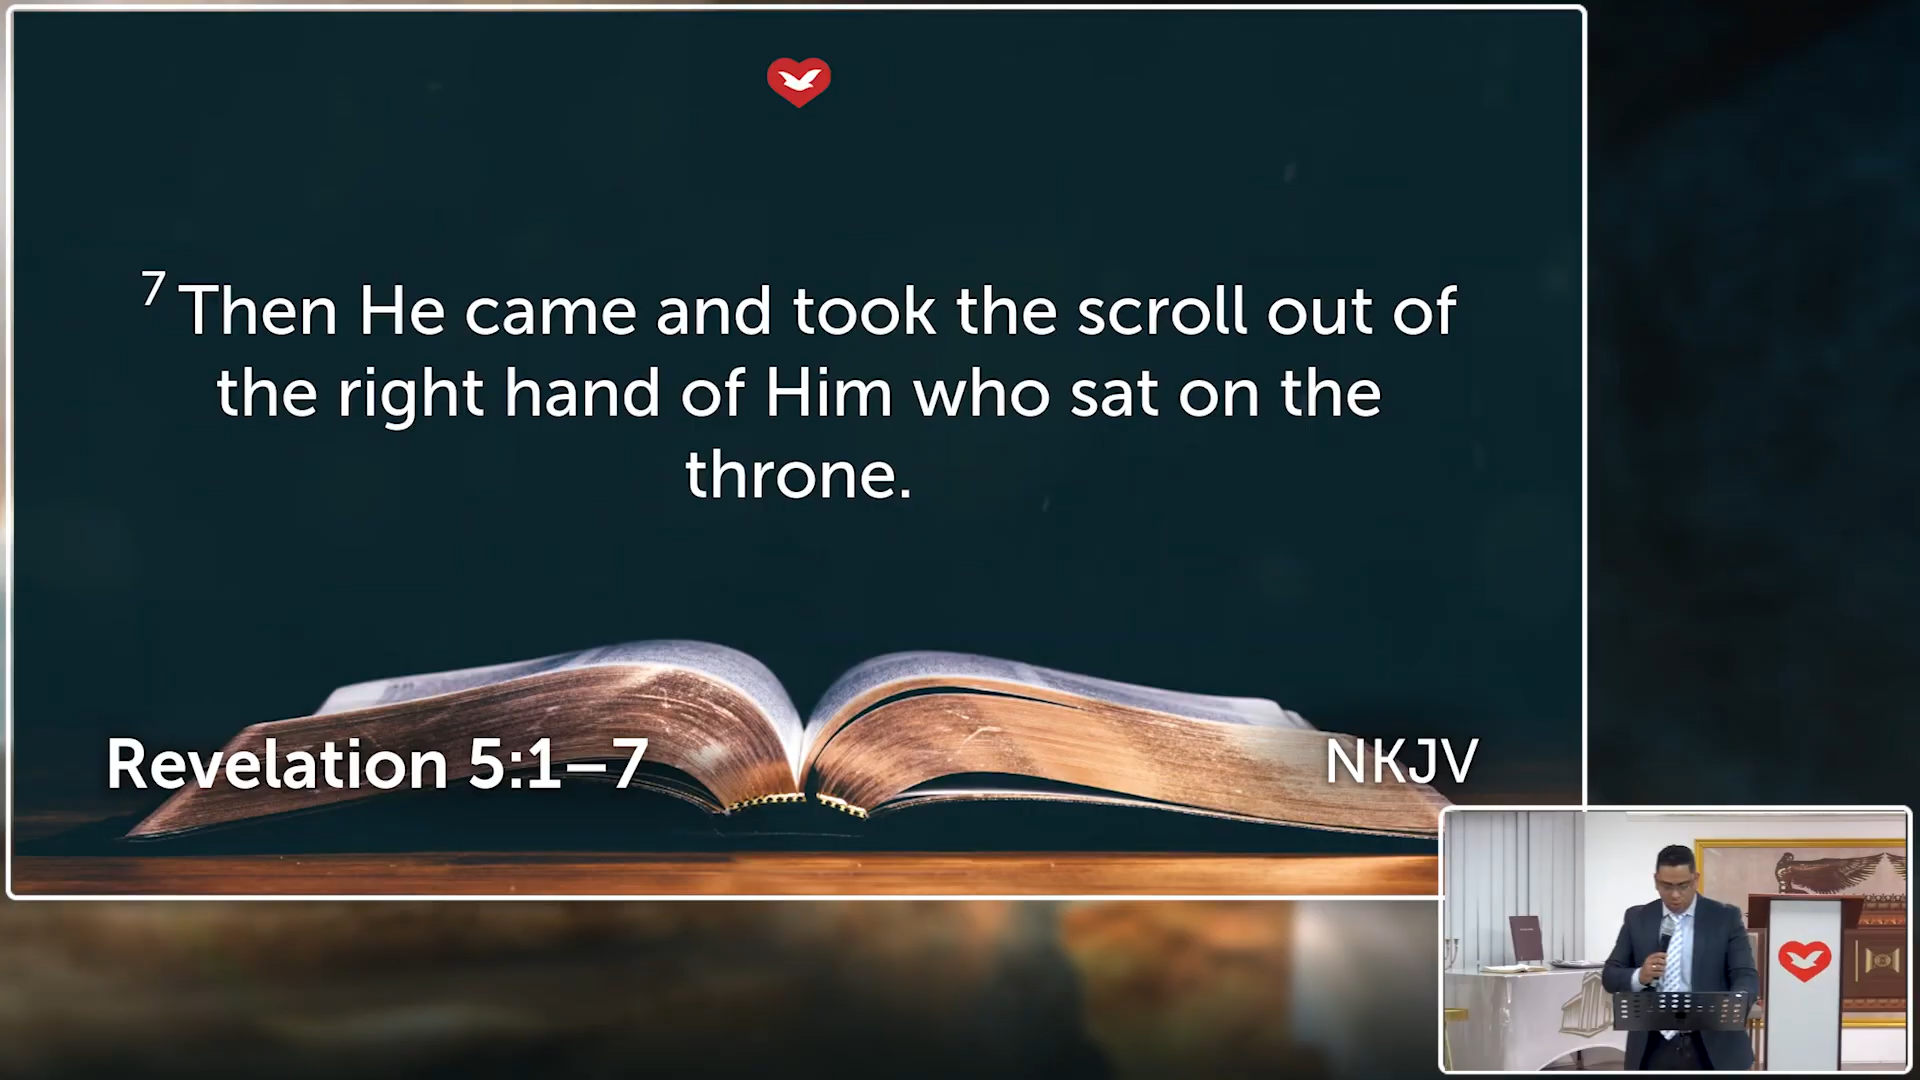 7 Then He came and took the scroll out of
the right hand of Him who sat on the
throne.
Revelation 5:1–7
NKJV